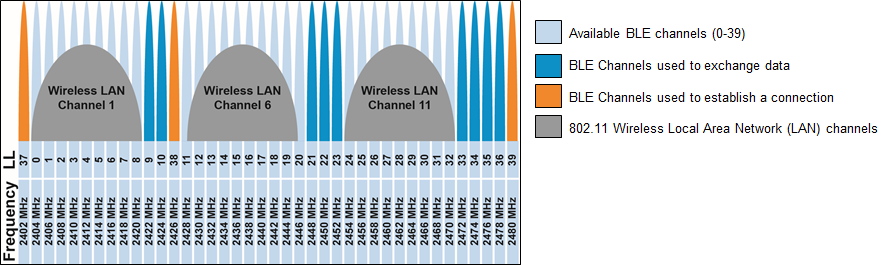 Wireless LAN
Channel 1
Wireless LAN
Channel 6
Wireless LAN
Channel 11
LL 37 0 1 2 3 4 5 6 7 8 9 10 38 11 12 13 14 15 16 17 18 19 20 21 22 23 24 25 26 27 28 29 30 31 32 33 34 35 36 39
Frequency 2402 MHz 2404 MHz 2406 MHz 2408 MHz 2410 MHz 2412 MHz 2414 MHz 2416 MHz 2418 MHz 2420 MHz 2422 MHz 2424 MHz 2426 MHz 2428 MHz 2430 MHz 2432 MHz 2434 MHz 2436 MHz 2438 MHz 2440 MHz 2442 MHz 2444 MHz 2446 MHz 2448 MHz 2450 MHz 2452 MHz 2454 MHz 2456 MHz 2458 MHz 2460 MHz 2462 MHz 2464 MHz 2466 MHz 2468 MHz 2470 MHz 2472 MHz 2474 MHz 2476 MHz 2478 MHz 2480 MHz
Available BLE channels (0-39)
BLE Channels used to exchange data
BLE Channels used to establish a connection
802.11 Wireless Local Area Network (LAN) channels